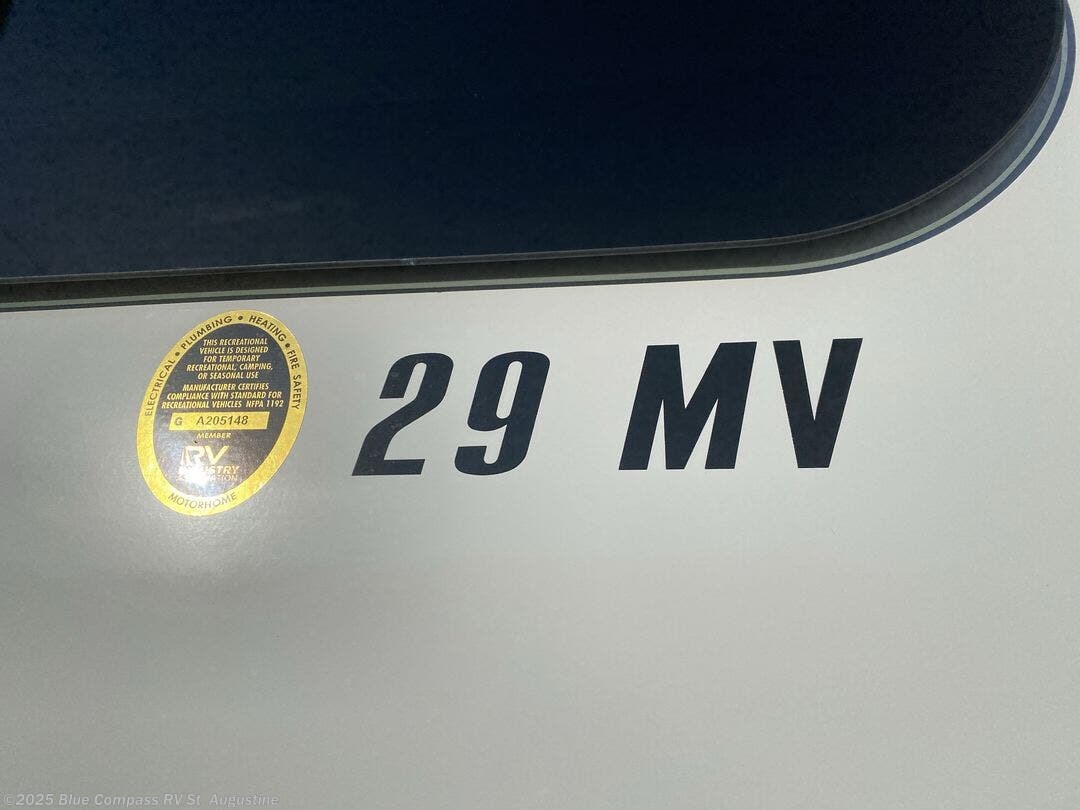 ELECTRICAL • PLUMBING • HEATING • FIRE SAFETY
THIS RECREATIONAL
VEHICLE IS DESIGNED
FOR TEMPORARY
RECREATIONAL, CAMPING,
OR SEASONAL USE
MANUFACTURER CERTIFIES
COMPLIANCE WITH STANDARD FOR
RECREATIONAL VEHICLES NFPA 1192
G A205148
MEMBER
RV
MOTORHOME
29 MV
©2025 Blue Compass RV St. Augustine